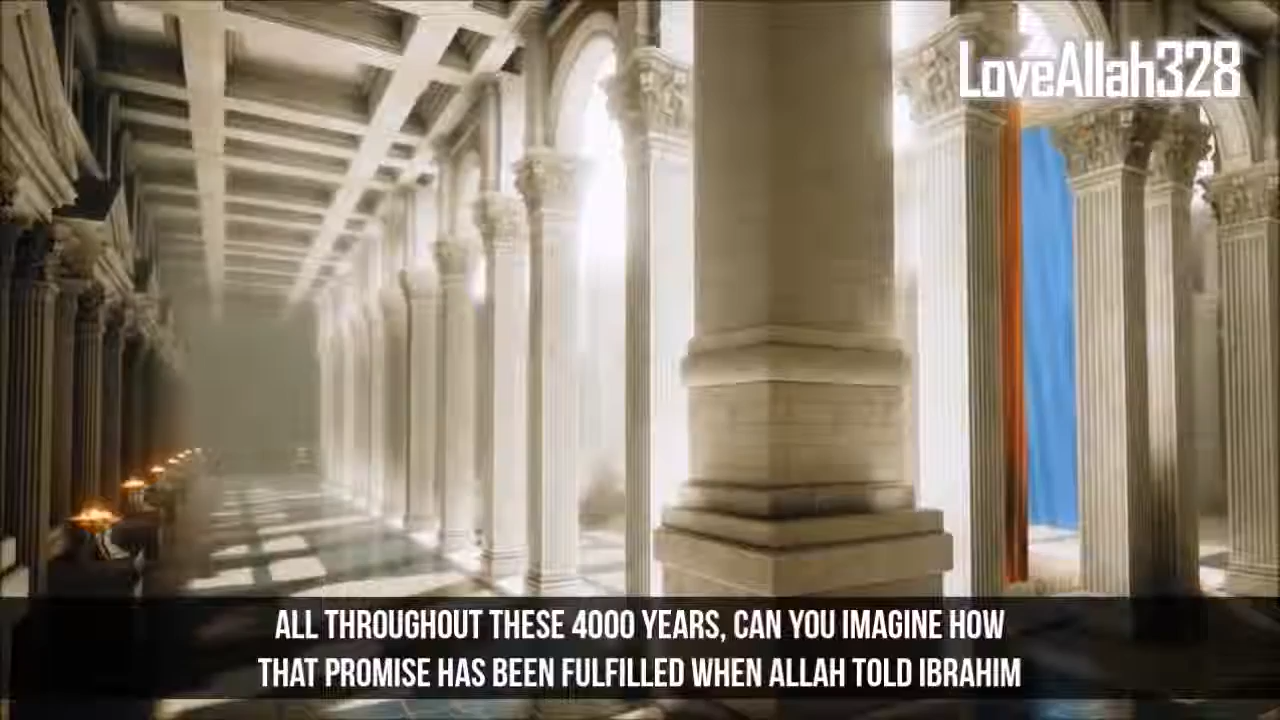 LoveAllah328
ALL THROUGHOUT THESE 4000 YEARS, CAN YOU IMAGINE HOW
THAT PROMISE HAS BEEN FULFILLED WHEN ALLAH TOLD IBRAHIM